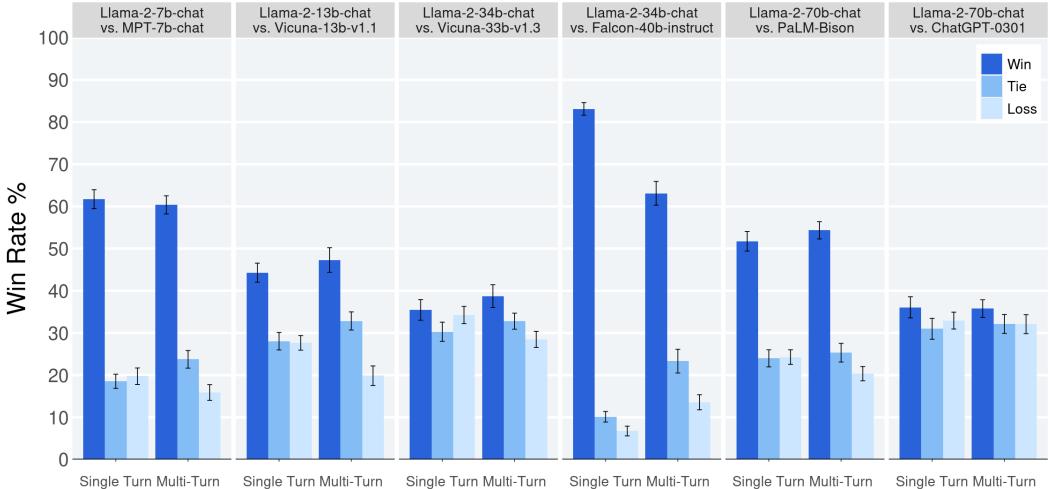 Llama-2-7b-chat
vs. MPT-7b-chat
Llama-2-13b-chat
vs. Vicuna-13b-v1.1
Llama-2-34b-chat
vs. Vicuna-33b-v1.3
Llama-2-34b-chat
vs. Falcon-40b-instruct
Llama-2-70b-chat
vs. PaLM-Bison
Llama-2-70b-chat
vs. ChatGPT-0301
Win Rate %
100
90
80
70
60
50
40
30
20
10
0
Win
Tie
Loss
Single Turn Multi-Turn
Single Turn Multi-Turn
Single Turn Multi-Turn
Single Turn Multi-Turn
Single Turn Multi-Turn
Single Turn Multi-Turn